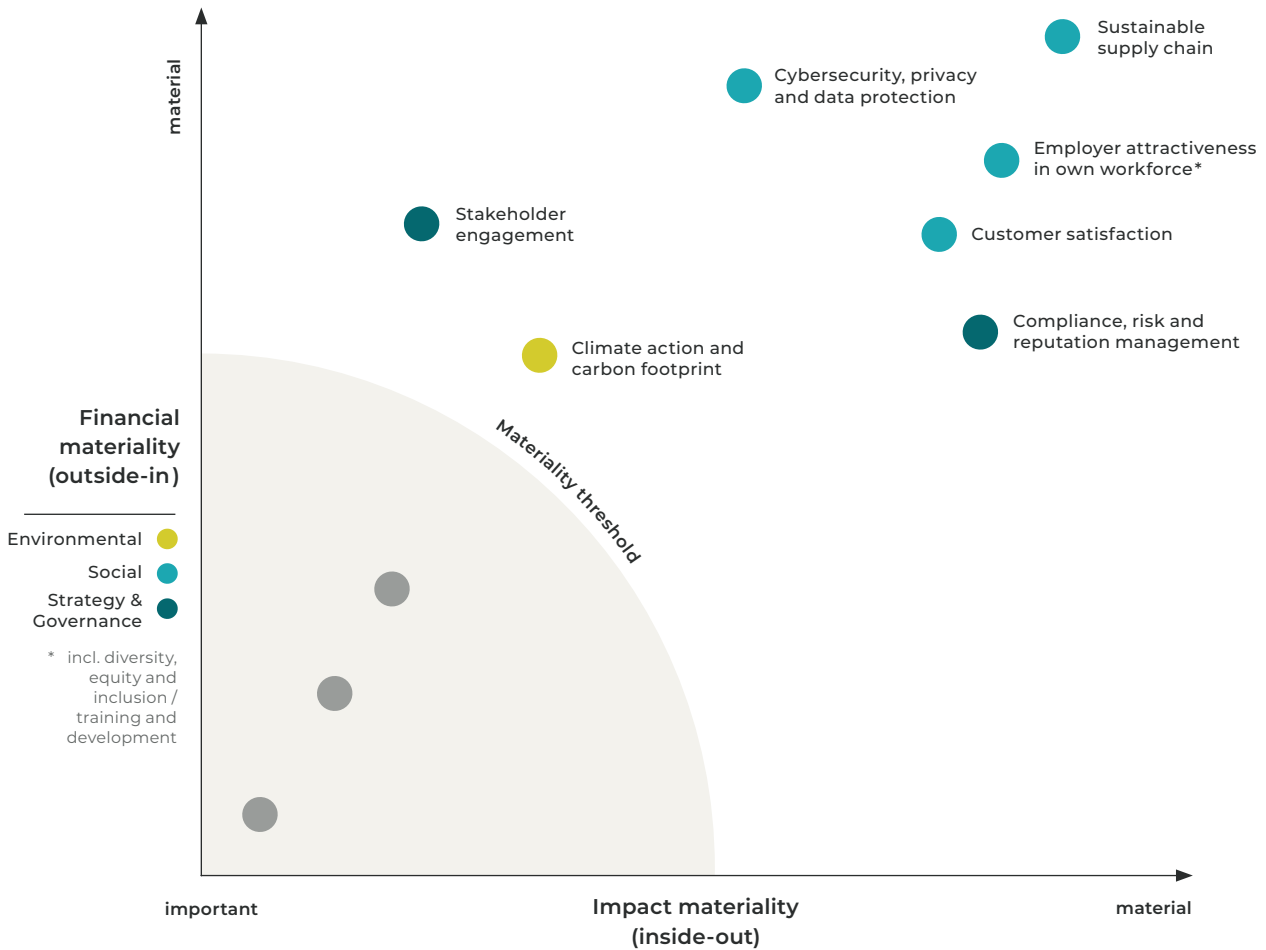 material
Sustainable
supply chain
Cybersecurity, privacy
and data protection
Employer attractiveness
in own workforce*
Stakeholder
engagement
Customer satisfaction
Compliance, risk and
reputation management
Climate action and
carbon footprint
Materiality threshold
Financial
materiality
(outside-in)
Environmental
Social
Strategy &
Governance
* incl. diversity,
equity and
inclusion /
training and
development
important
Impact materiality
(inside-out)
material